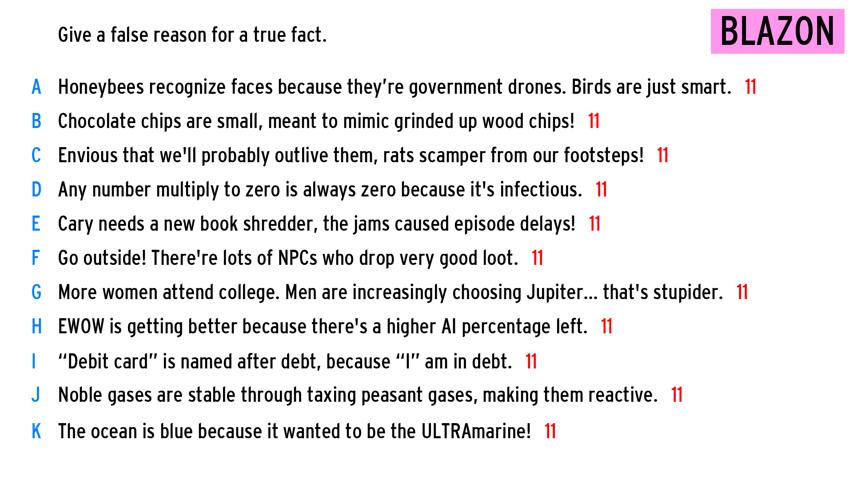 Give a false reason for a true fact.
BLAZON
A Honeybees recognize faces because they're government drones. Birds are just smart. 11
B Chocolate chips are small, meant to mimic grinded up wood chips! 11
C Envious that we'll probably outlive them, rats scamper from our footsteps! 11
D Any number multiply to zero is always zero because it's infectious. 11
E Cary needs a new book shredder, the jams caused episode delays! 11
F Go outside! There're lots of NPCs who drop very good loot. 11
G More women attend college. Men are increasingly choosing Jupiter... that's stupider. 11
H EWOW is getting better because there's a higher AI percentage left. 11
I “Debit card” is named after debt, because “I” am in debt. 11
J Noble gases are stable through taxing peasant gases, making them reactive. 11
K The ocean is blue because it wanted to be the ULTRAmarine! 11